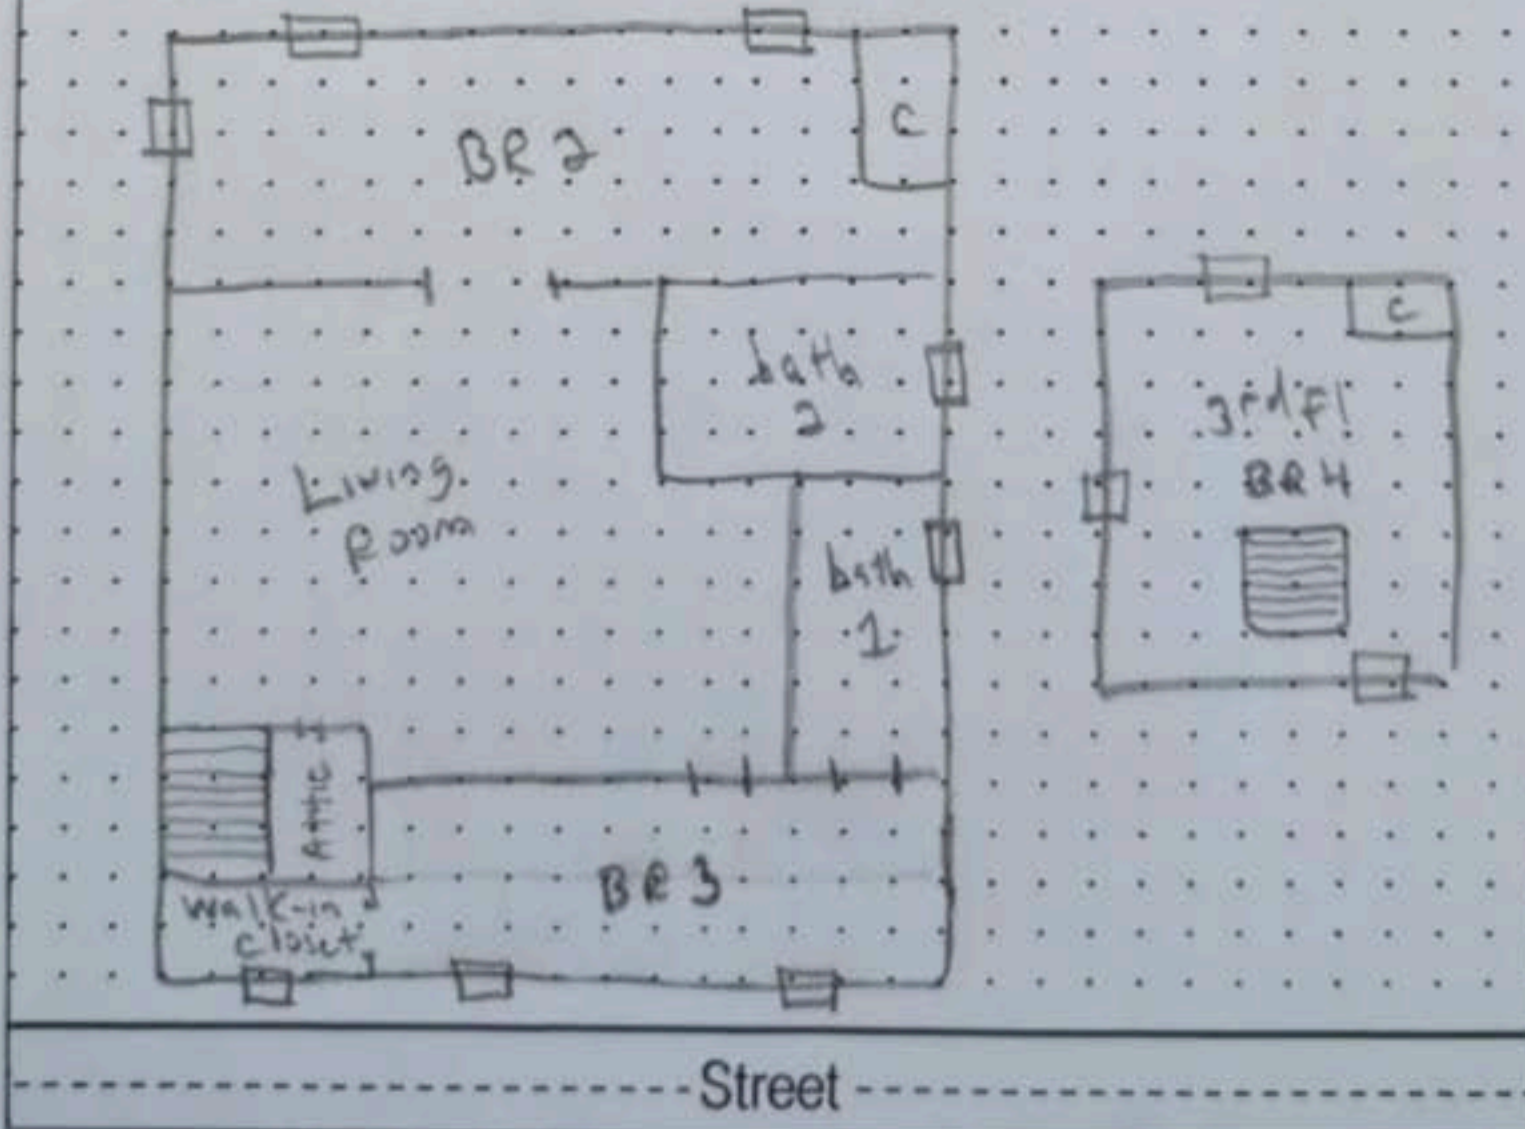 BR 2
C
bath
2
C
3rd Fl
BR 4
Living
Room
bath
1
Attic
BR 3
Walk-in
closet
Street